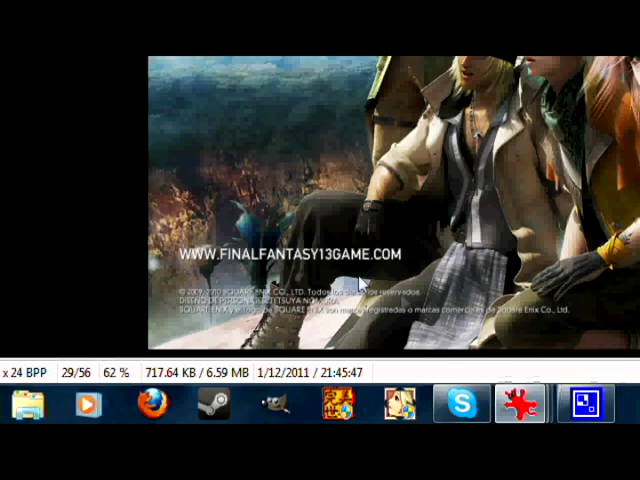 WWW.FINALFANTASY13GAME.COM
© 2009, 2010 SQUARE ENIX CO., LTD. Todos los derechos reservados.
DISEÑO DE PERSONAJES: TETSUYA NOMURA
SQUARE ENIX y el logo de SQUARE ENIX son marcas registradas o marcas comerciales de Square Enix Co., Ltd.
x 24 BPP 29/56 62 % 717.64 KB / 6.59 MB 1/12/2011 / 21:45:47